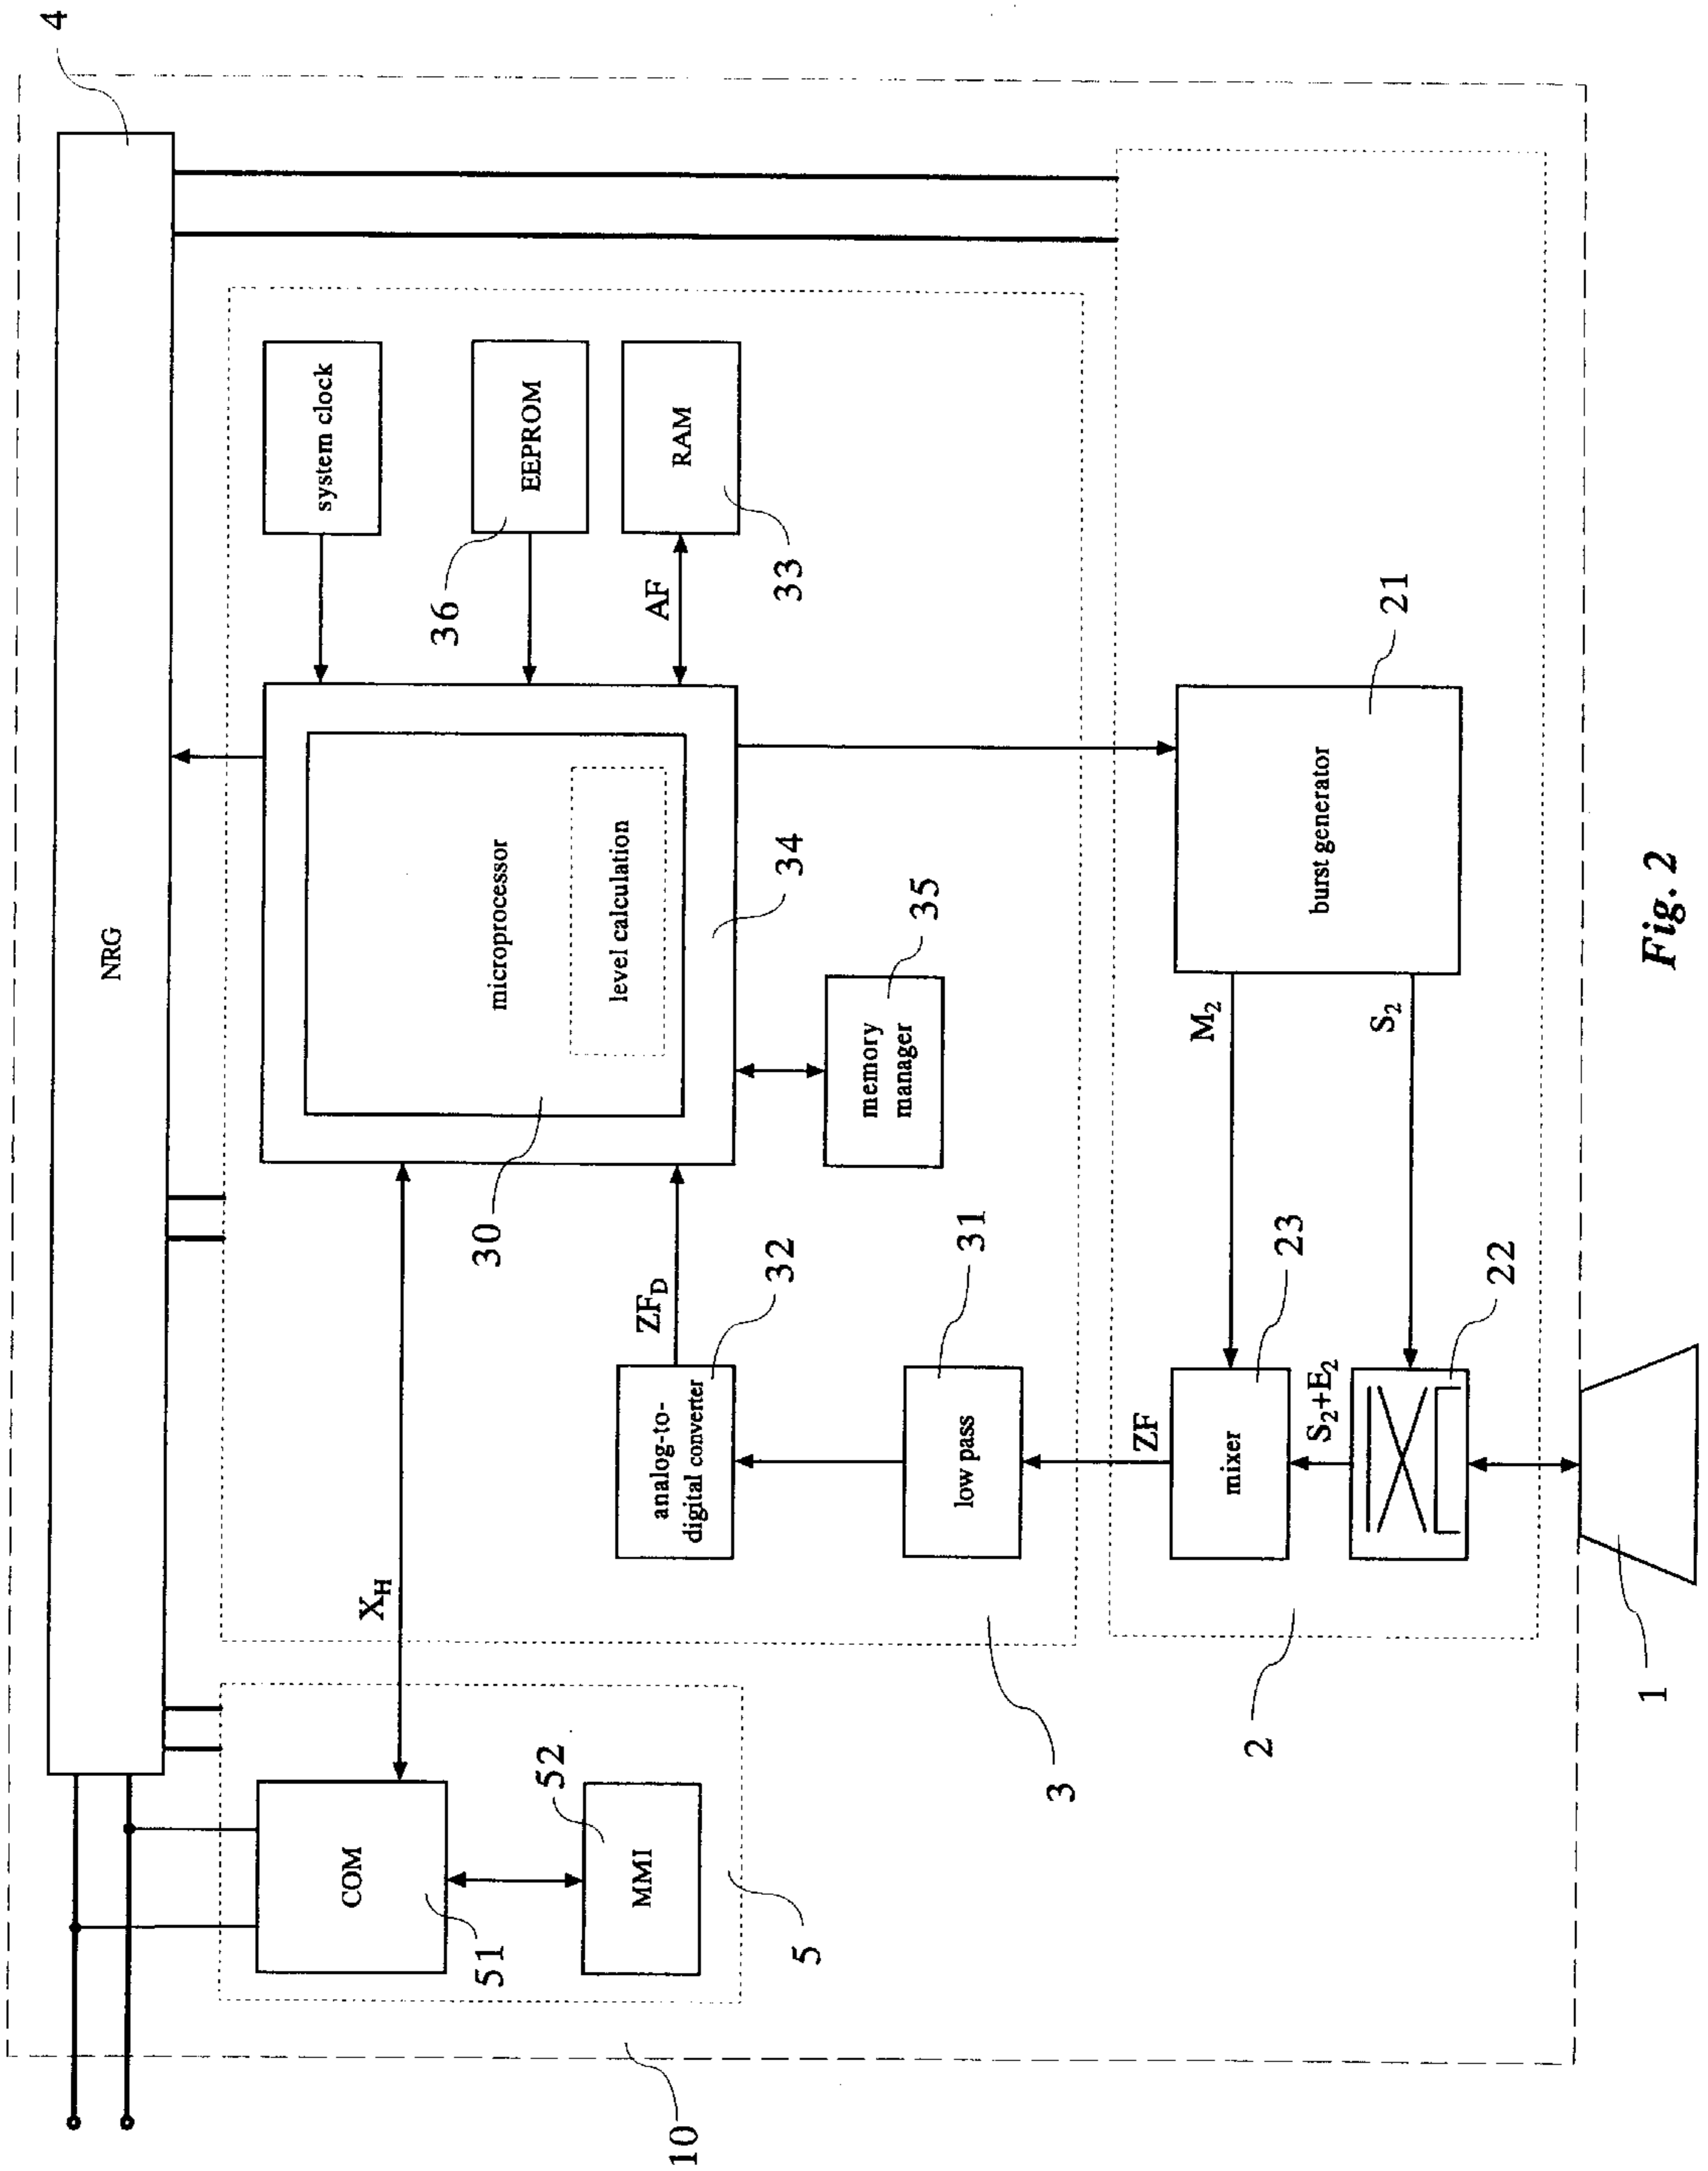 4
NRG
system clock
EEPROM
36
RAM
33
AF
microprocessor
level calculation
30
34
memory
manager
35
X_H
ZF_D
analog-to-
digital converter
32
low pass
31
COM
51
MMI
52
5
3
10
burst generator
21
M₂
S₂
ZF
mixer
23
S₂+E₂
22
2
1
Fig. 2